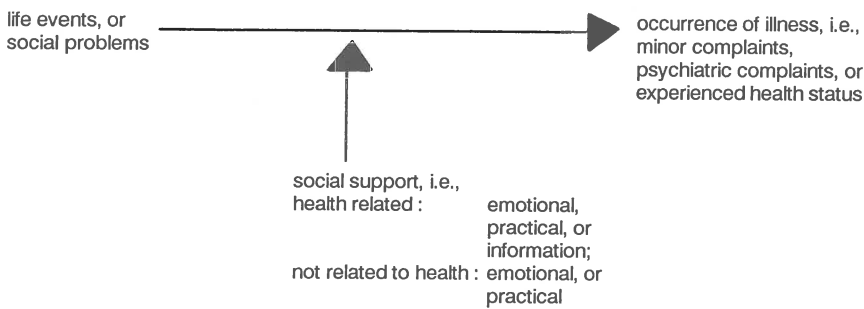 life events, or
social problems
occurrence of illness, i.e.,
minor complaints,
psychiatric complaints, or
experienced health status
social support, i.e.,
health related : emotional,
practical, or
information;
not related to health : emotional, or
practical